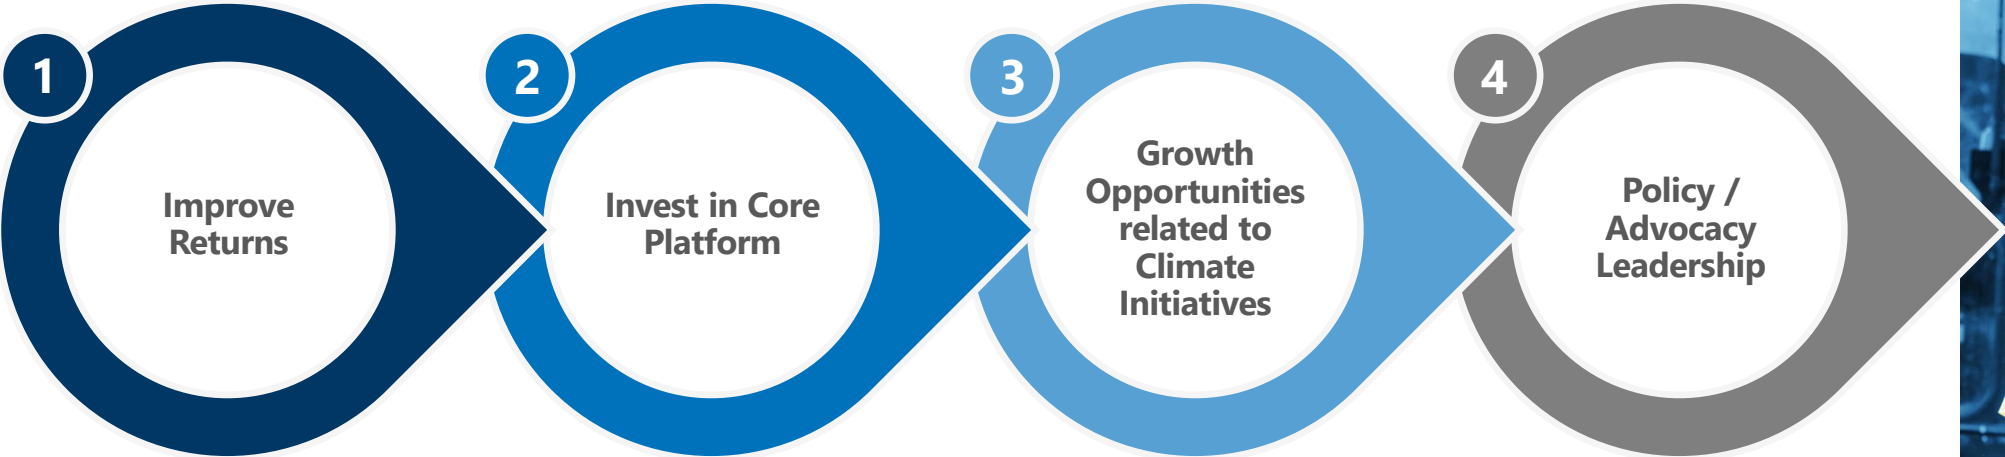 1
Improve
Returns
2
Invest in Core
Platform
3
Growth
Opportunities
related to
Climate
Initiatives
4
Policy /
Advocacy
Leadership